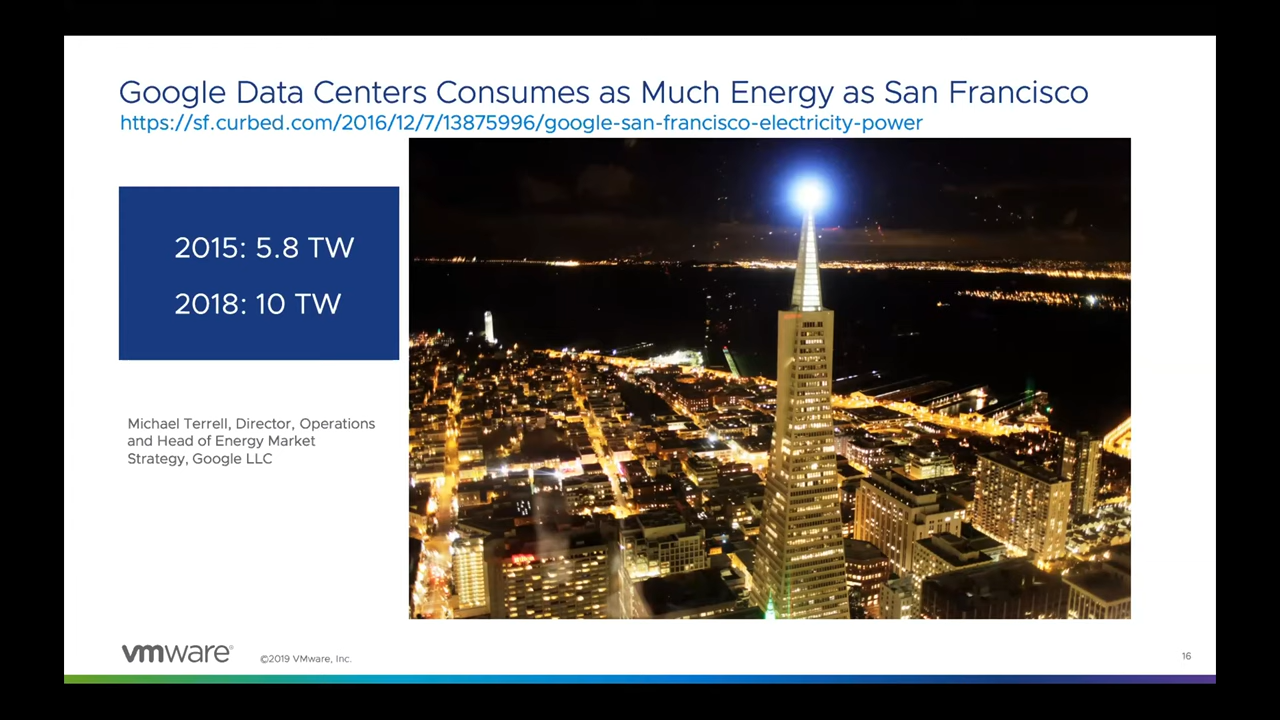 Google Data Centers Consumes as Much Energy as San Francisco
https://sf.curbed.com/2016/12/7/13875996/google-san-francisco-electricity-power
2015: 5.8 TW
2018: 10 TW
Michael Terrell, Director, Operations
and Head of Energy Market
Strategy, Google LLC
vmware®
©2019 VMware, Inc.
16